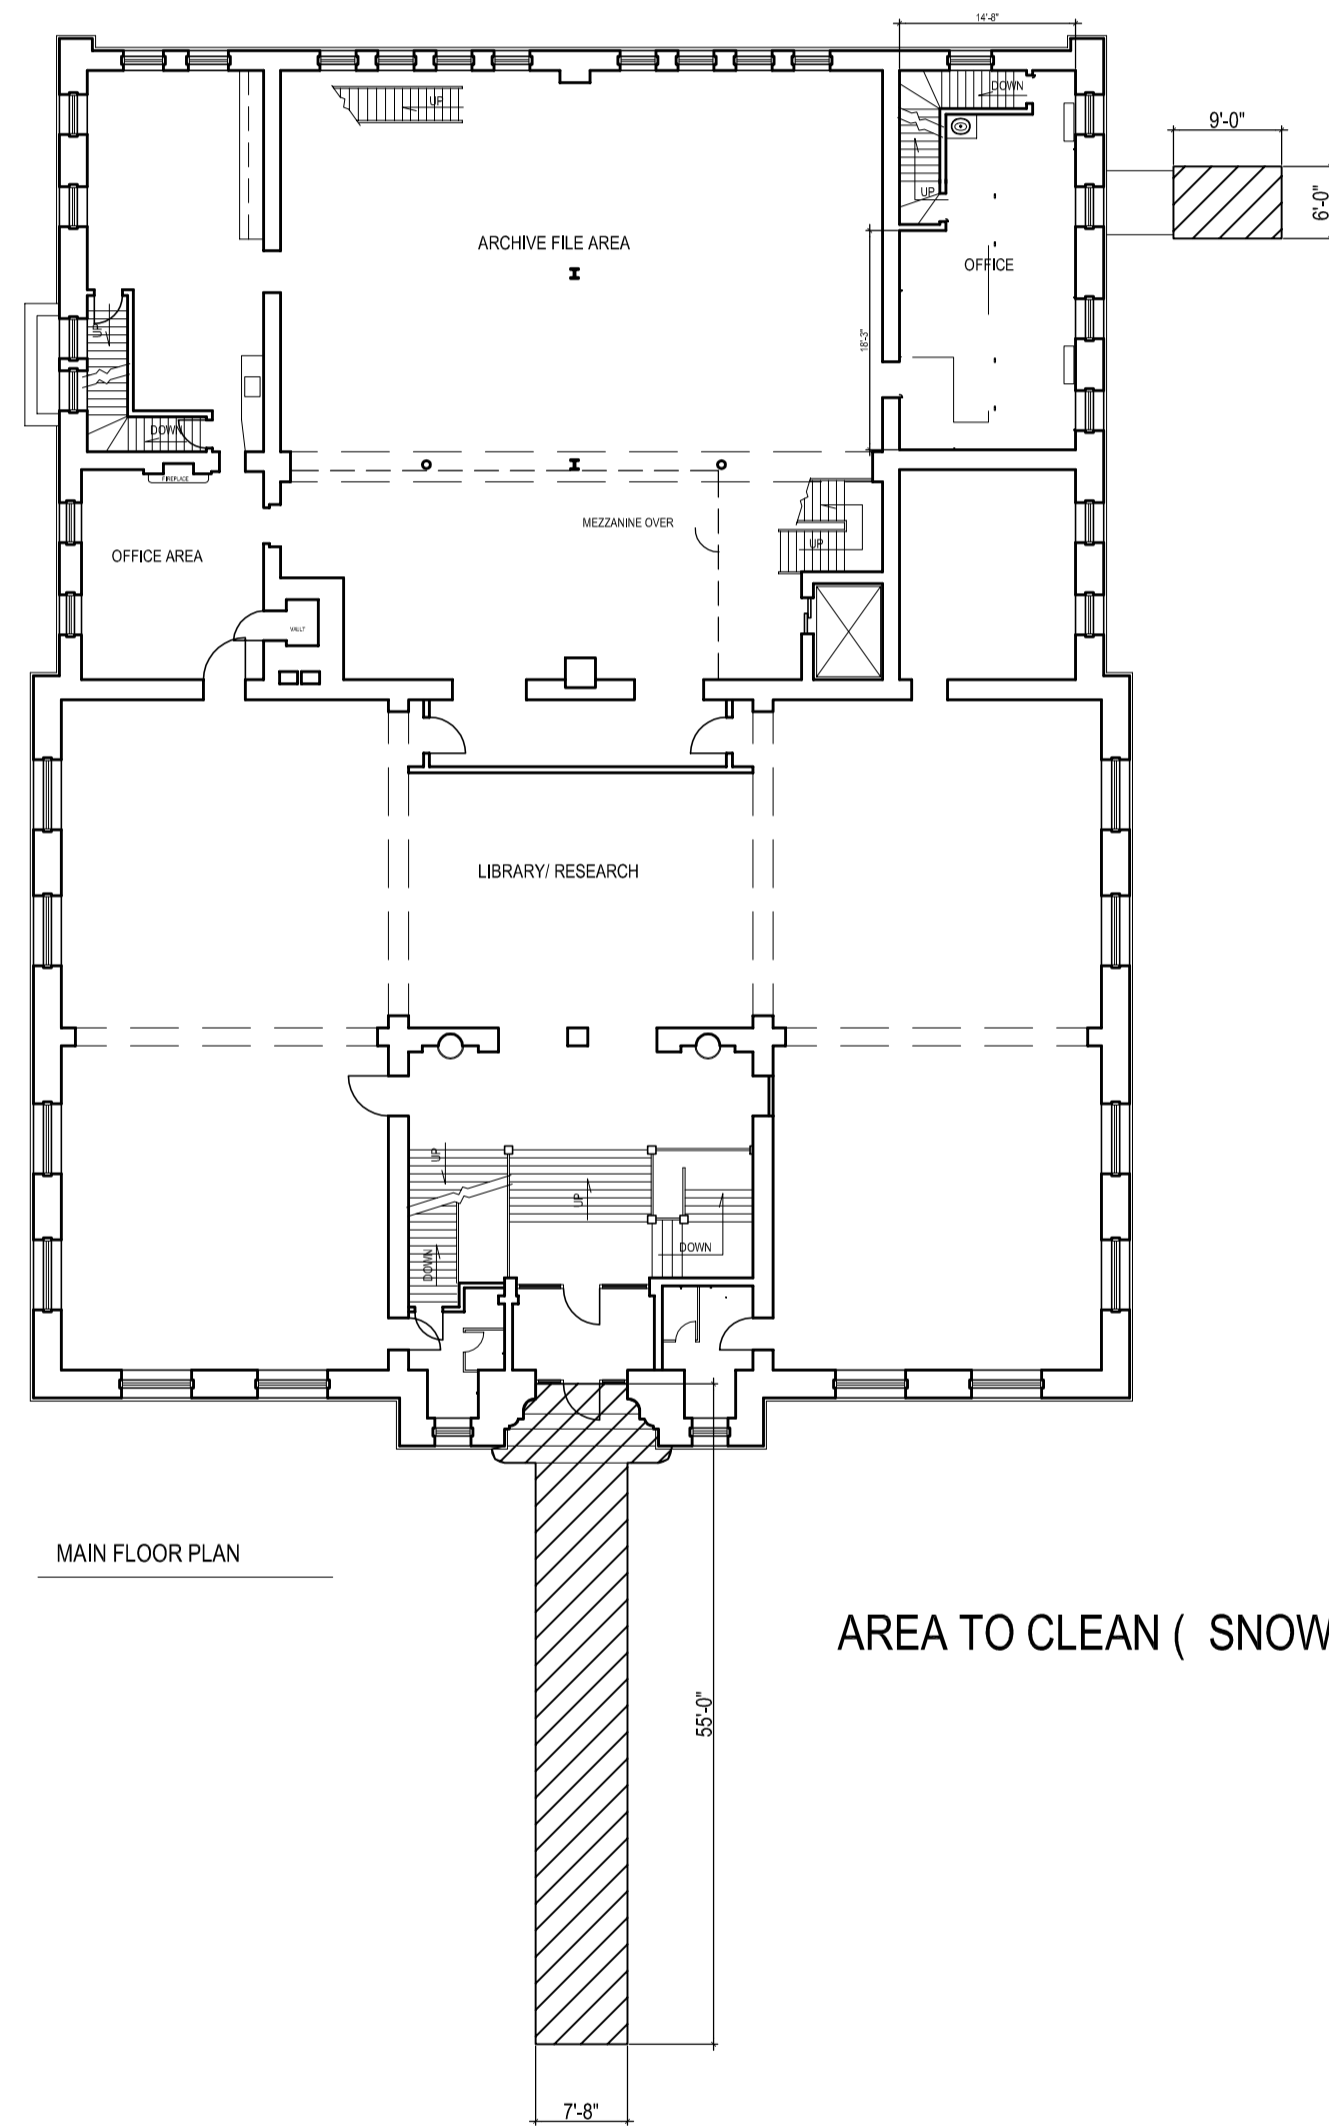 14'-8"
UP
DOWN
9'-0"
6'-0"
UP
ARCHIVE FILE AREA
OFFICE
UP
18'-3"
DOWN
FIREPLACE
MEZZANINE OVER
UP
OFFICE AREA
VAULT
LIBRARY/ RESEARCH
UP
UP
DOWN
DOWN
MAIN FLOOR PLAN
AREA TO CLEAN ( SNOW
55'-0"
7'-8"